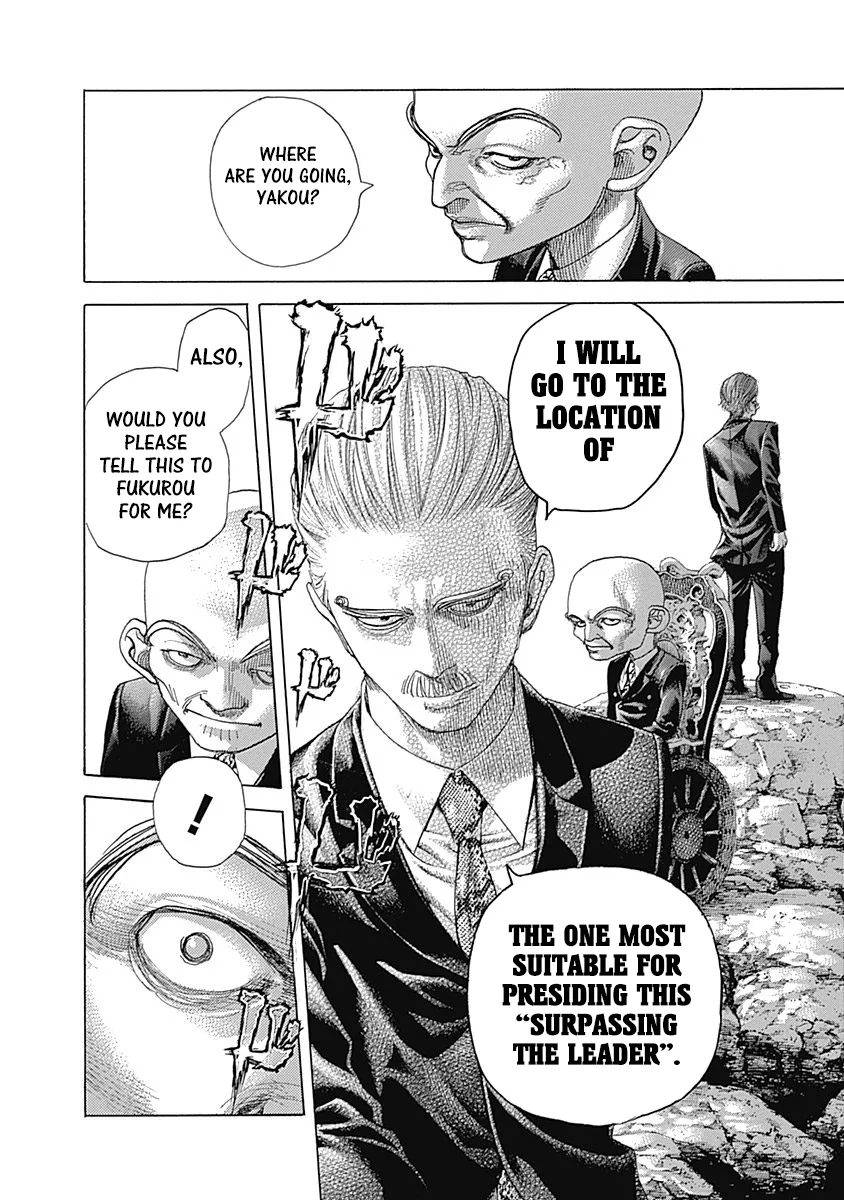 WHERE
ARE YOU GOING,
YAKOU?
I WILL
GO TO THE
LOCATION
OF
THE ONE MOST
SUITABLE FOR
PRESIDING THIS
“SURPASSING
THE LEADER”.
ALSO,
WOULD YOU
PLEASE
TELL THIS TO
FUKUROU
FOR ME?
!